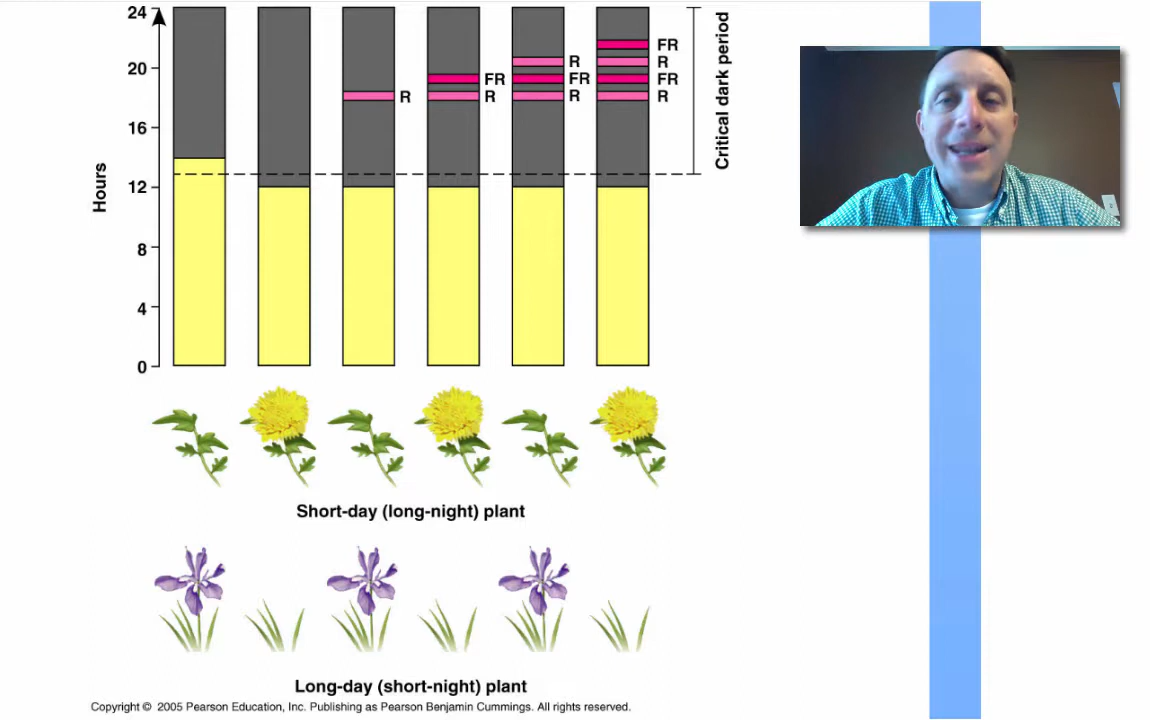 24
20
16
12
8
4
0
Hours
R
FR
R
R
FR
R
FR
R
FR
R
Critical dark period
Short-day (long-night) plant
Long-day (short-night) plant
Copyright © 2005 Pearson Education, Inc. Publishing as Pearson Benjamin Cummings. All rights reserved.